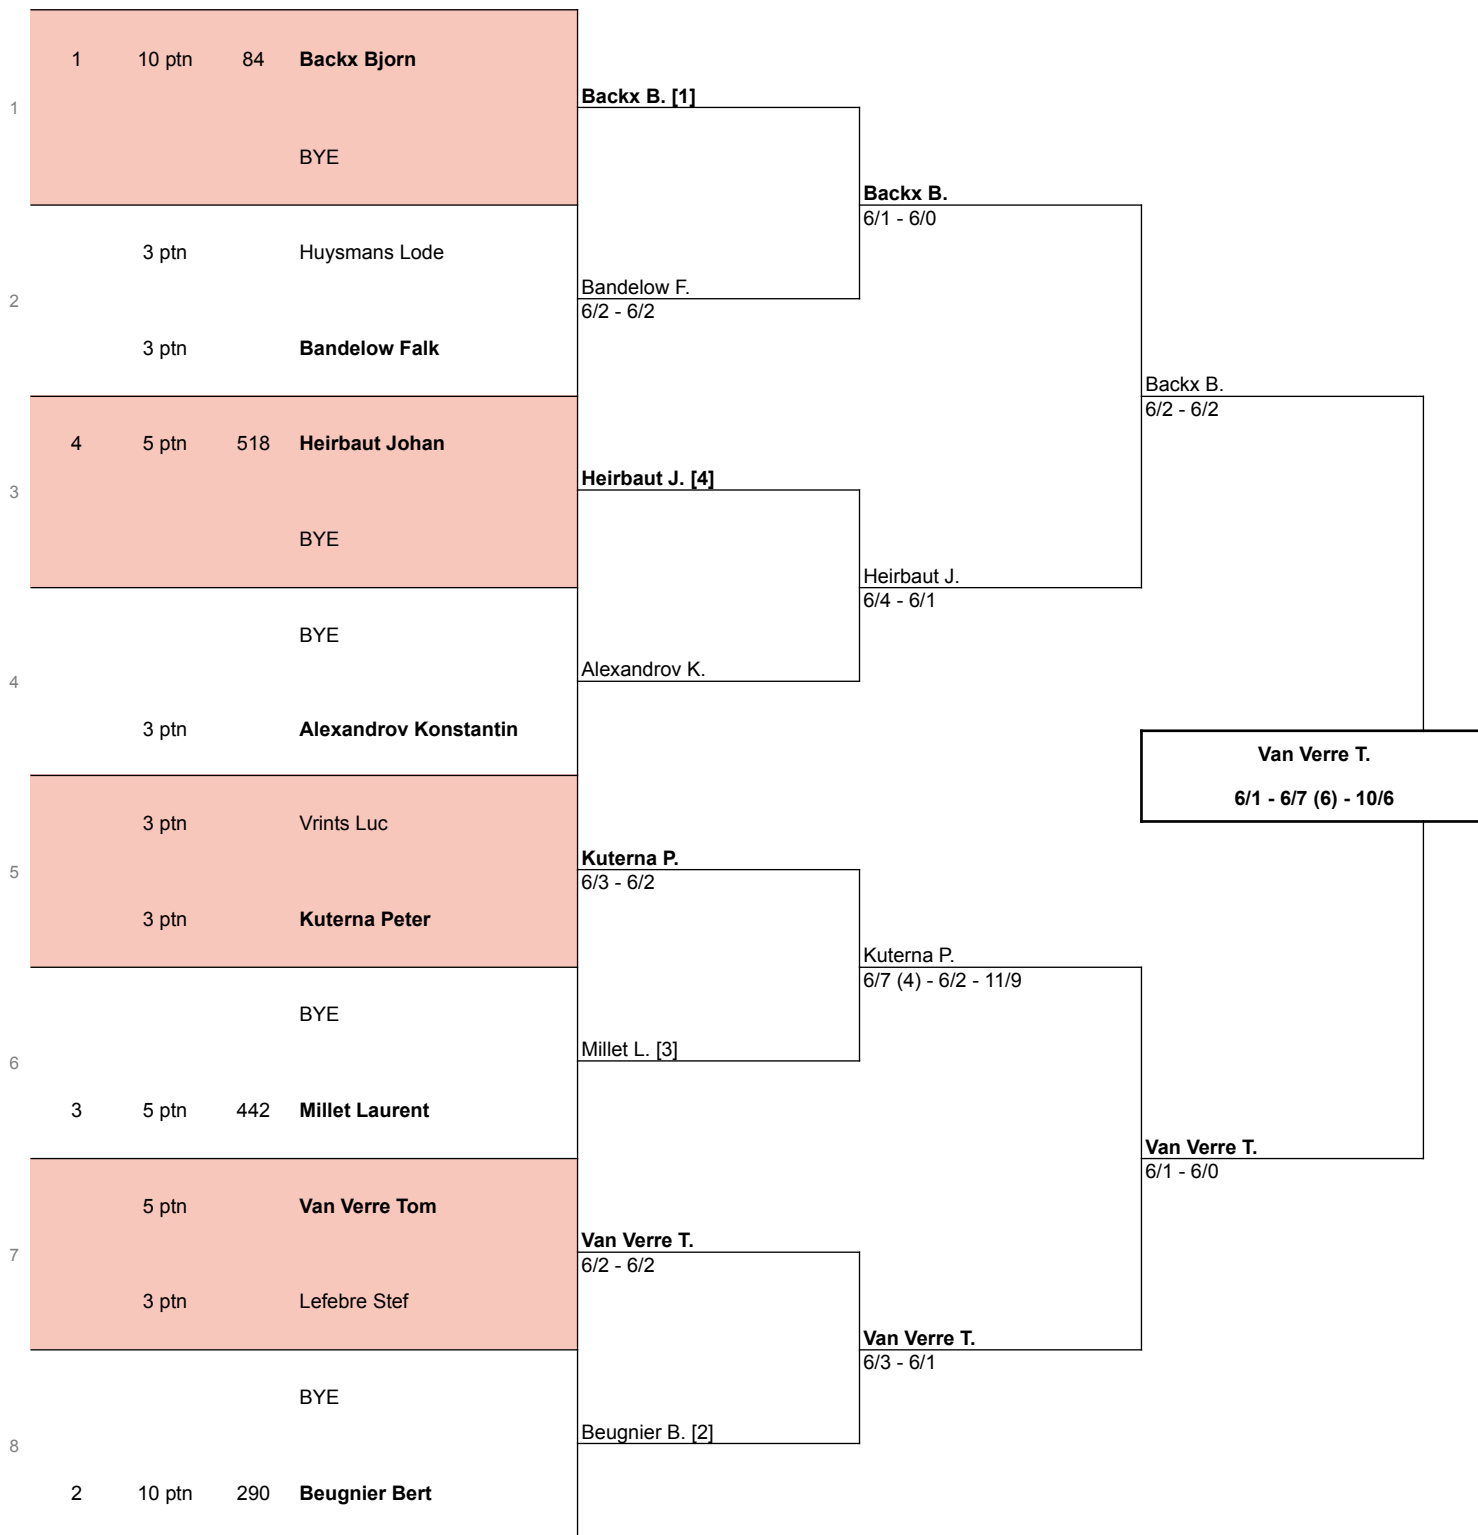 1 10 ptn 84 Backx Bjorn
Backx B. [1]
1
BYE
Backx B.
6/1 - 6/0
3 ptn Huysmans Lode
Bandelow F.
2
6/2 - 6/2
3 ptn Bandelow Falk
Backx B.
6/2 - 6/2
4 5 ptn 518 Heirbaut Johan
Heirbaut J. [4]
3
BYE
Heirbaut J.
6/4 - 6/1
BYE
Alexandrov K.
4
3 ptn Alexandrov Konstantin
Van Verre T.
6/1 - 6/7 (6) - 10/6
3 ptn Vrints Luc
Kuterna P.
5
6/3 - 6/2
3 ptn Kuterna Peter
Kuterna P.
6/7 (4) - 6/2 - 11/9
BYE
Millet L. [3]
6
3 5 ptn 442 Millet Laurent
Van Verre T.
6/1 - 6/0
5 ptn Van Verre Tom
Van Verre T.
7
6/2 - 6/2
3 ptn Lefebre Stef
Van Verre T.
6/3 - 6/1
BYE
Beugnier B. [2]
8
2 10 ptn 290 Beugnier Bert